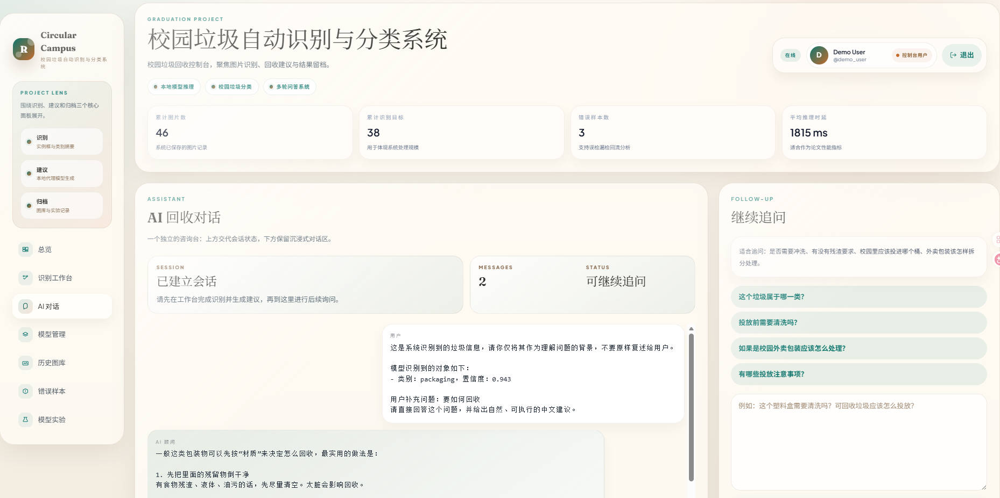 Circular
Campus
校园垃圾自动识别与分类系
统
R
PROJECT LENS
围绕识别、建议和归档三个核心
面板展开。
识别
实例框与类别摘要
建议
本地代理模型生成
归档
图库与实验记录
总览
识别工作台
AI 对话
模型管理
历史图库
错误样本
模型实验
GRADUATION PROJECT
校园垃圾自动识别与分类系统
校园垃圾回收控制台，聚焦图片识别、回收建议与结果留档。
本地模型推理
校园垃圾分类
多轮问答系统
在线
D
Demo User
@demo_user
控制台用户
退出
累计图片数
46
系统已保存的图片记录
累计识别目标
38
用于体现系统处理规模
错误样本数
3
支持误检漏检回流分析
平均推理时延
1815 ms
适合作为论文性能指标
ASSISTANT
AI 回收对话
一个独立的咨询台：上方交代会话状态，下方保留沉浸式对话区。
SESSION
已建立会话
请先在工作台完成识别并生成建议，再到这里进行后续询问。
MESSAGES
2
STATUS
可继续追问
用户
这是系统识别到的垃圾信息，请你仅将其作为理解问题的背景，不要原样复述给用户。
模型识别到的对象如下：
- 类别：packaging，置信度：0.943
用户补充问题：要如何回收
请直接回答这个问题，并给出自然、可执行的中文建议。
AI 顾问
一般这类包装物可以先按“材质”来决定怎么回收，最实用的做法是：
1. 先把里面的残留物倒干净
有食物残渣、液体、油污的话，先尽量清空。太脏会影响回收。
FOLLOW-UP
继续追问
适合追问：是否需要冲洗、有没有残渣要求、校园里应该投进哪个桶、外卖包装该怎样拆
分处理。
这个垃圾属于哪一类？
投放前需要清洗吗？
如果是校园外卖包装应该怎么处理？
有哪些投放注意事项？
例如：这个塑料盒需要清洗吗？可回收垃圾应该怎么投放？